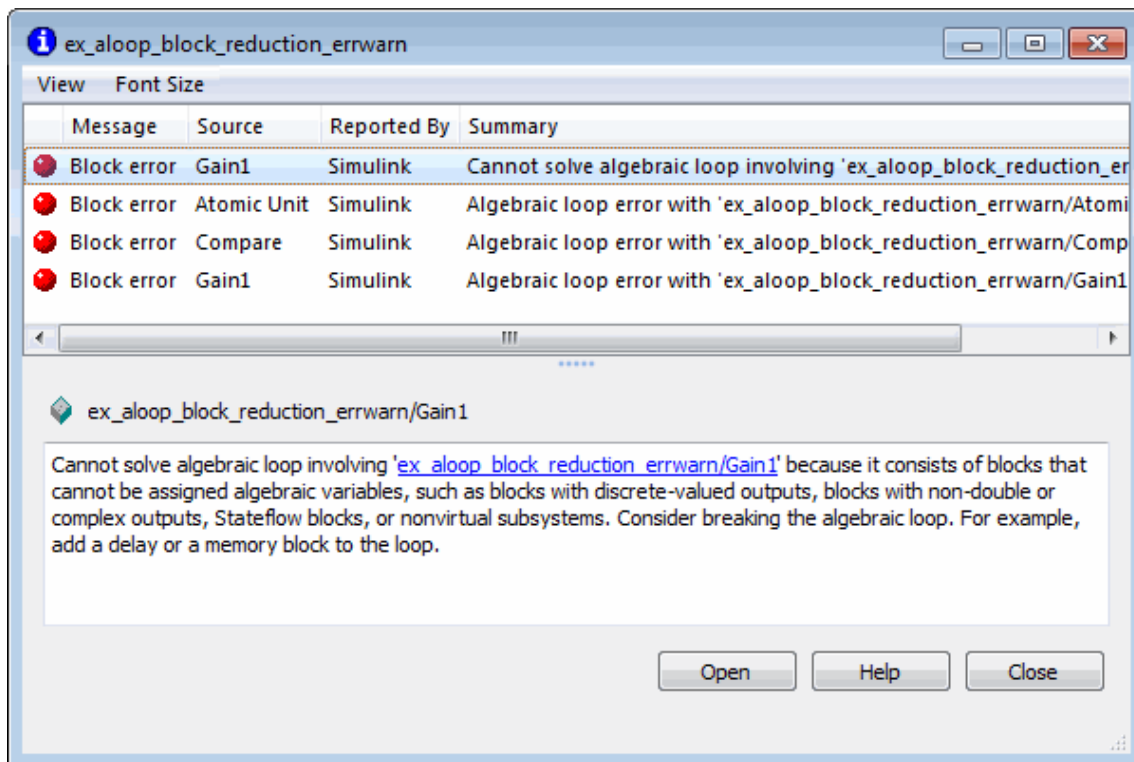 ex_aloop_block_reduction_errwarn
View Font Size
Message Source Reported By Summary
Block error Gain1 Simulink Cannot solve algebraic loop involving 'ex_aloop_block_reduction_er
Block error Atomic Unit Simulink Algebraic loop error with 'ex_aloop_block_reduction_errwarn/Atomi
Block error Compare Simulink Algebraic loop error with 'ex_aloop_block_reduction_errwarn/Comp
Block error Gain1 Simulink Algebraic loop error with 'ex_aloop_block_reduction_errwarn/Gain1
ex_aloop_block_reduction_errwarn/Gain1
Cannot solve algebraic loop involving 'ex_aloop_block_reduction_errwarn/Gain1' because it consists of blocks that
cannot be assigned algebraic variables, such as blocks with discrete-valued outputs, blocks with non-double or
complex outputs, Stateflow blocks, or nonvirtual subsystems. Consider breaking the algebraic loop. For example,
add a delay or a memory block to the loop.
Open Help Close